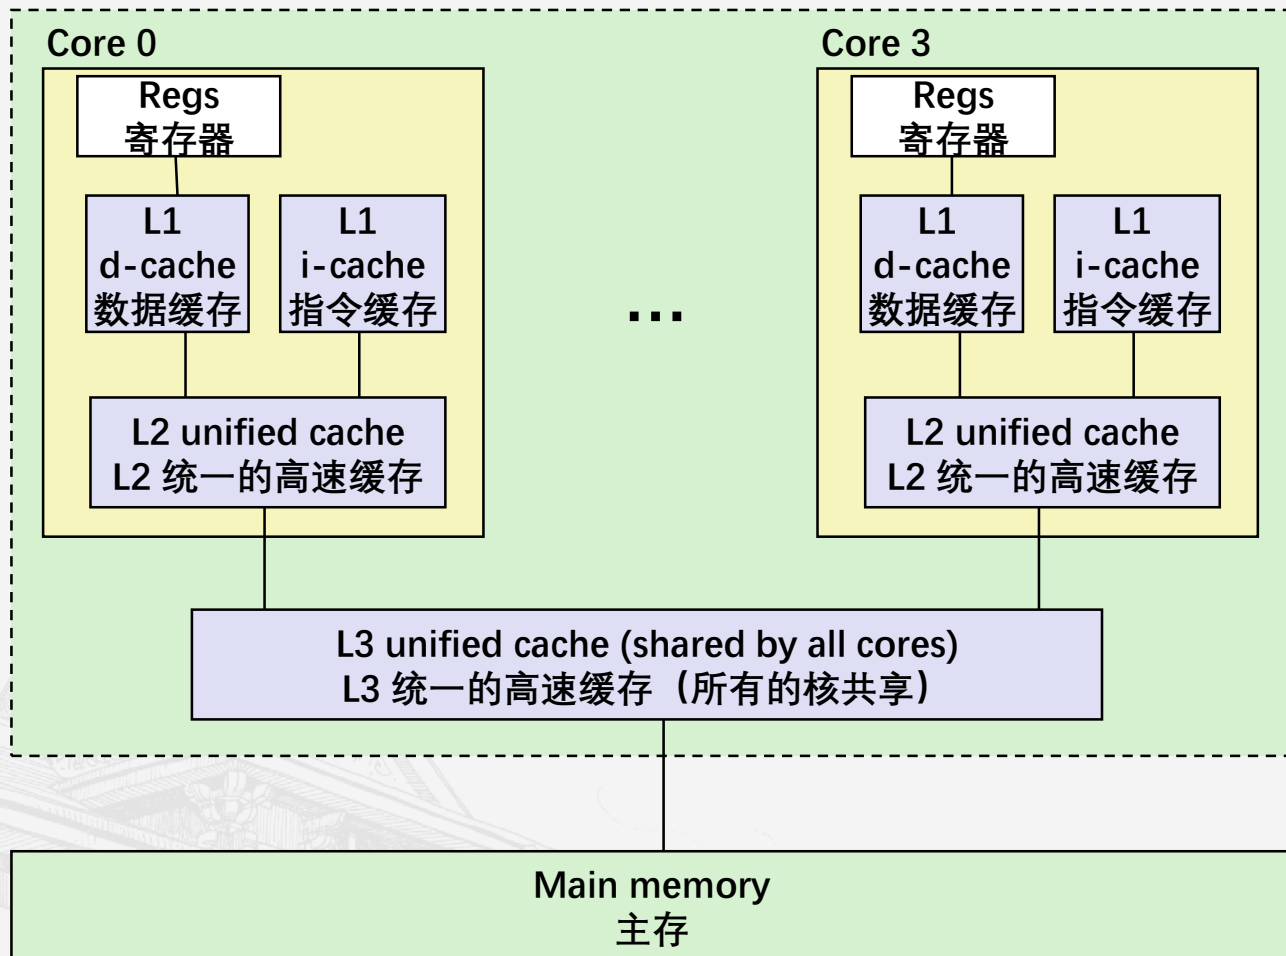 Core 0
Regs
寄存器
L1
d-cache
数据缓存
L1
i-cache
指令缓存
L2 unified cache
L2 统一的高速缓存
...
Core 3
Regs
寄存器
L1
d-cache
数据缓存
L1
i-cache
指令缓存
L2 unified cache
L2 统一的高速缓存
L3 unified cache (shared by all cores)
L3 统一的高速缓存（所有的核共享）
Main memory
主存